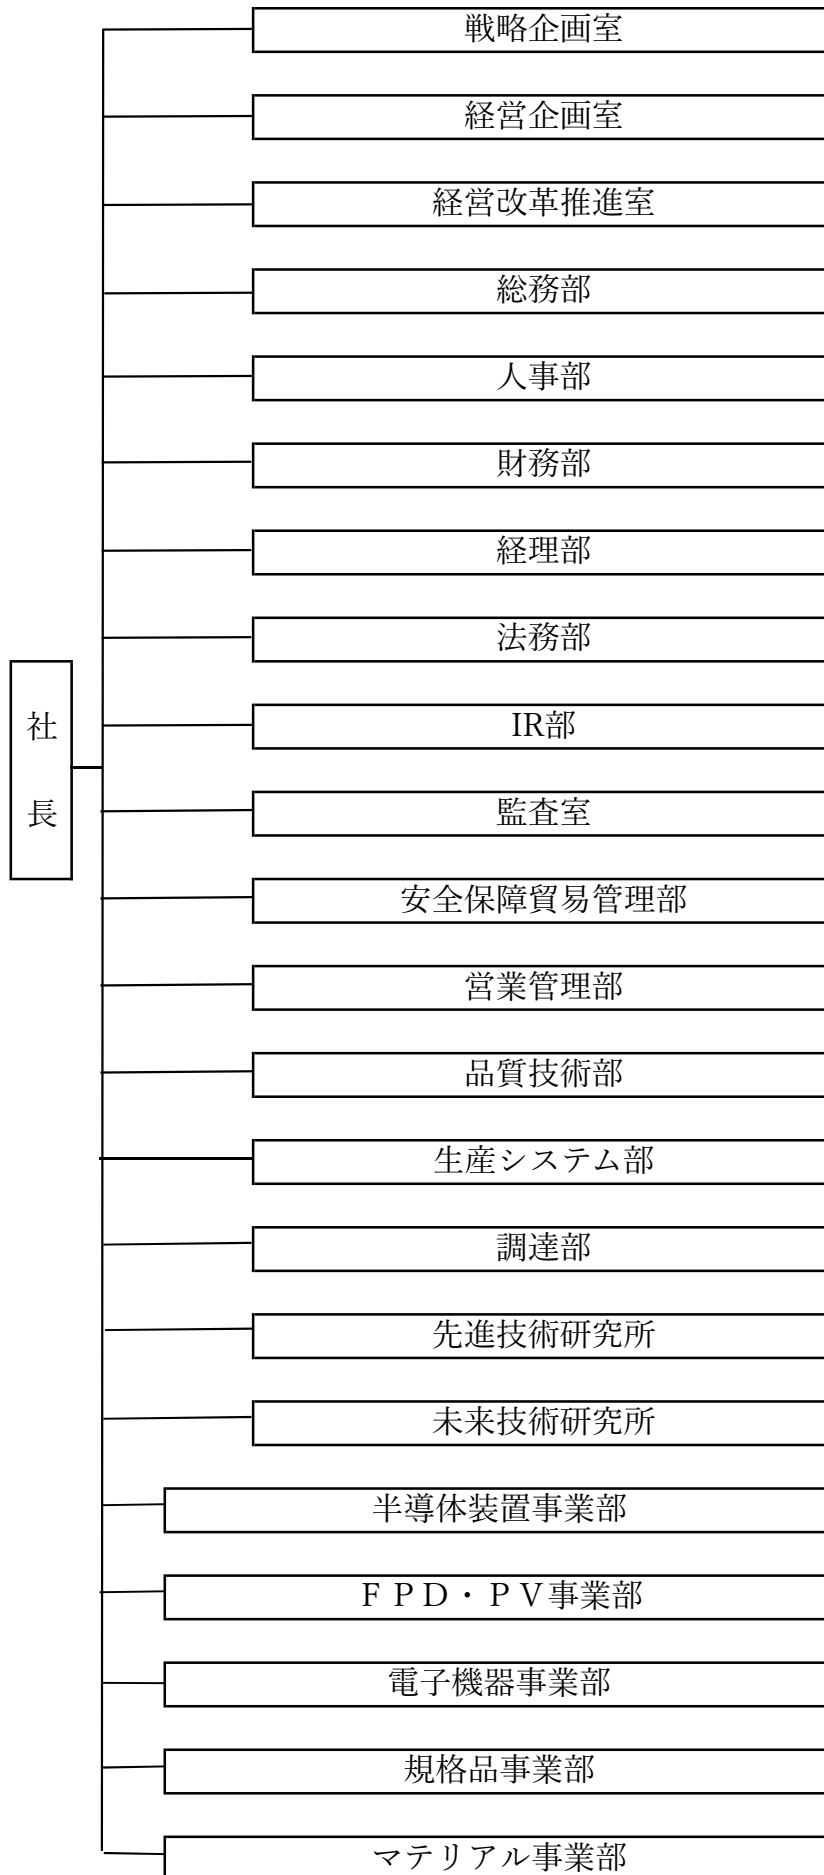 戦略企画室
経営企画室
経営改革推進室
総務部
人事部
財務部
経理部
法務部
社長
IR部
監査室
安全保障貿易管理部
営業管理部
品質技術部
生産システム部
調達部
先進技術研究所
未来技術研究所
半導体装置事業部
ＦＰＤ・ＰＶ事業部
電子機器事業部
規格品事業部
マテリアル事業部